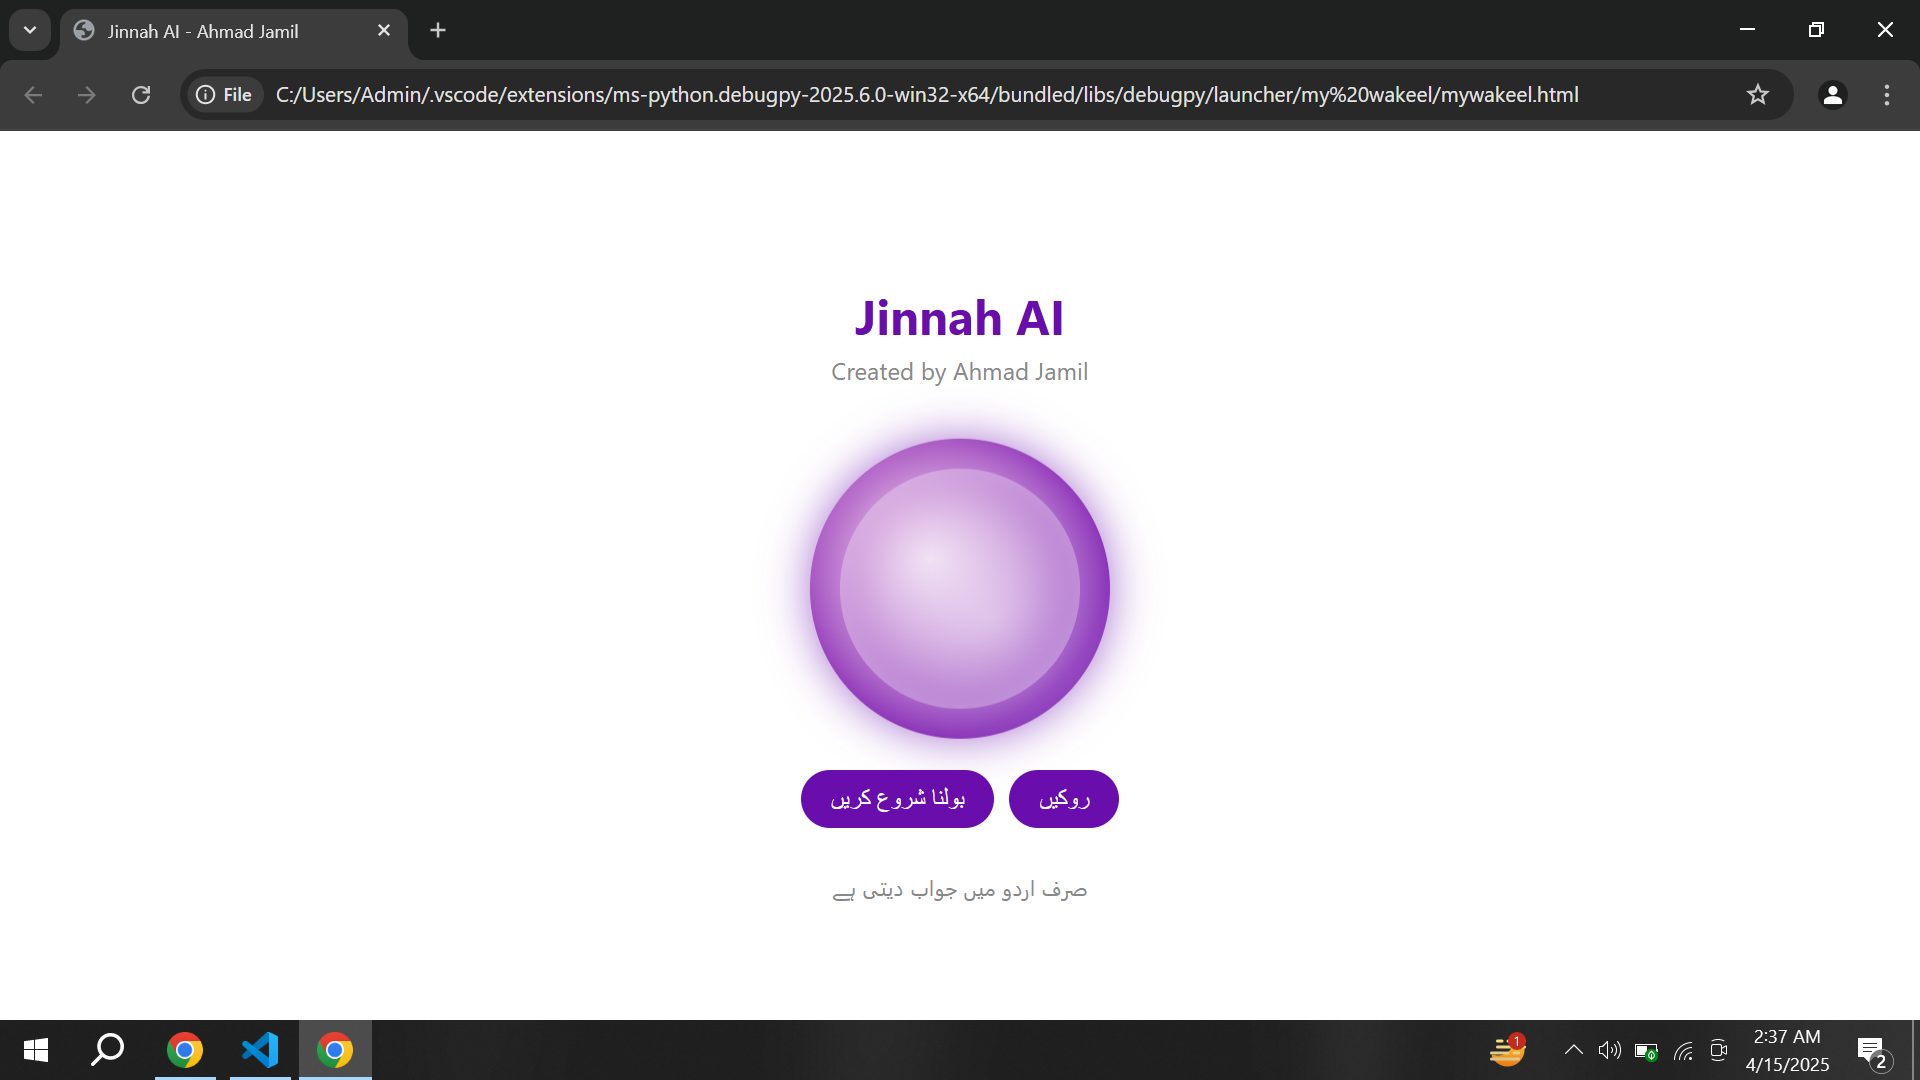 Jinnah AI - Ahmad Jamil
File C:/Users/Admin/.vscode/extensions/ms-python.debugpy-2025.6.0-win32-x64/bundled/libs/debugpy/launcher/my%20wakeel/mywakeel.html
Jinnah AI
Created by Ahmad Jamil
بولنا شروع کریں
روکیں
صرف اردو میں جواب دیتی ہے
1
2:37 AM
4/15/2025
2